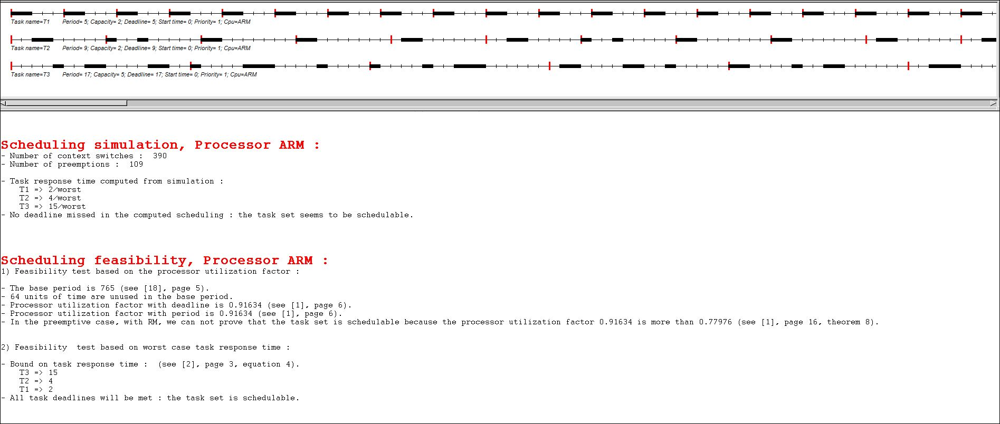 Task name=T1 Period= 5; Capacity= 2; Deadline= 5; Start time= 0; Priority= 1; Cpu=ARM
Task name=T2 Period= 9; Capacity= 2; Deadline= 9; Start time= 0; Priority= 1; Cpu=ARM
Task name=T3 Period= 17; Capacity= 5; Deadline= 17; Start time= 0; Priority= 1; Cpu=ARM
Scheduling simulation, Processor ARM :
- Number of context switches :  390
- Number of preemptions :  109
- Task response time computed from simulation :
T1 => 2/worst
T2 => 4/worst
T3 => 15/worst
- No deadline missed in the computed scheduling : the task set seems to be schedulable.
Scheduling feasibility, Processor ARM :
1) Feasibility test based on the processor utilization factor :
- The base period is 765 (see [18], page 5).
- 64 units of time are unused in the base period.
- Processor utilization factor with deadline is 0.91634 (see [1], page 6).
- Processor utilization factor with period is 0.91634 (see [1], page 6).
- In the preemptive case, with RM, we can not prove that the task set is schedulable because the processor utilization factor 0.91634 is more than 0.77976 (see [1], page 16, theorem 8).
2) Feasibility  test based on worst case task response time :
- Bound on task response time :  (see [2], page 3, equation 4).
T3 => 15
T2 => 4
T1 => 2
- All task deadlines will be met : the task set is schedulable.